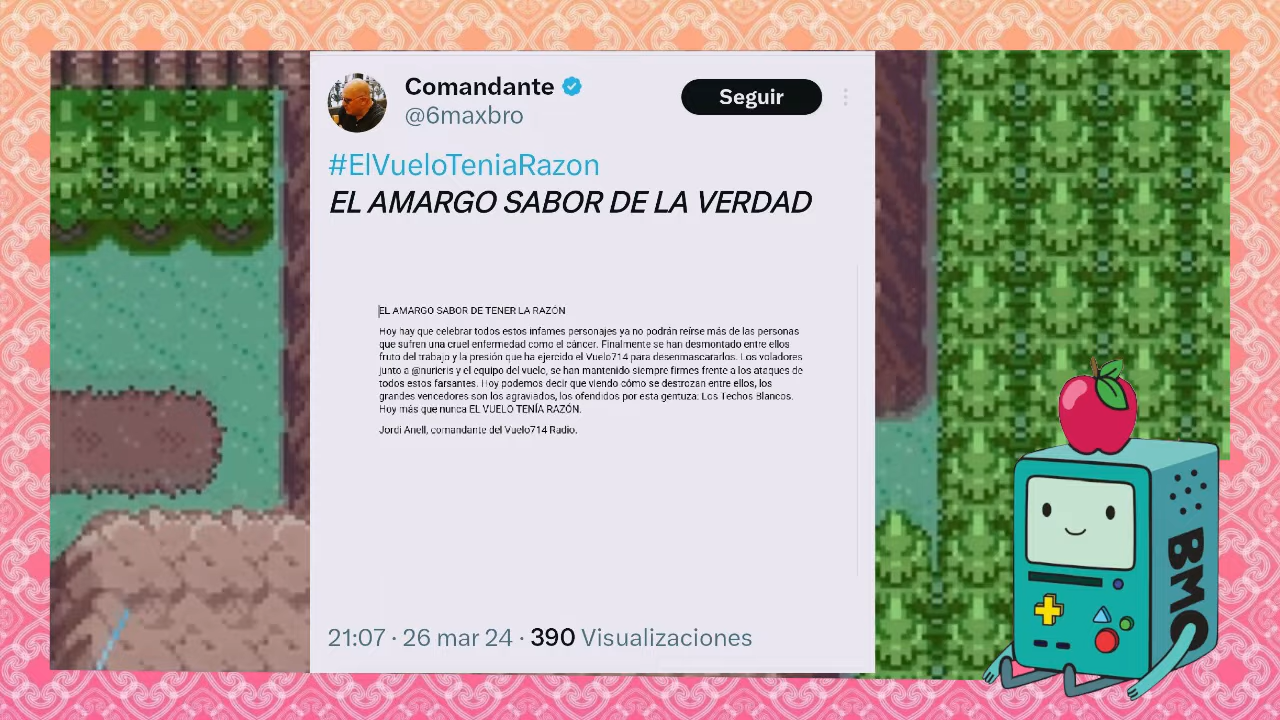 Comandante
Seguir
@6maxbro
#ElVueloTeniaRazon
EL AMARGO SABOR DE LA VERDAD
EL AMARGO SABOR DE TENER LA RAZÓN
Hoy hay que celebrar todos estos infames personajes ya no podrán reírse más de las personas
que sufren una cruel enfermedad como el cáncer. Finalmente se han desmontado entre ellos
fruto del trabajo y la presión que ha ejercido el Vuelo714 para desenmascararlos. Los voladores
junto a @nurieris y el equipo del vuelo, se han mantenido siempre firmes frente a los ataques de
todos estos farsantes. Hoy podemos decir que viendo cómo se destrozan entre ellos, los
grandes vencedores son los agraviados, los ofendidos por esta gentuza: Los Techos Blancos.
Hoy más que nunca EL VUELO TENÍA RAZÓN.
Jordi Anell, comandante del Vuelo714 Radio.
21:07 · 26 mar 24 · 390 Visualizaciones
BMO